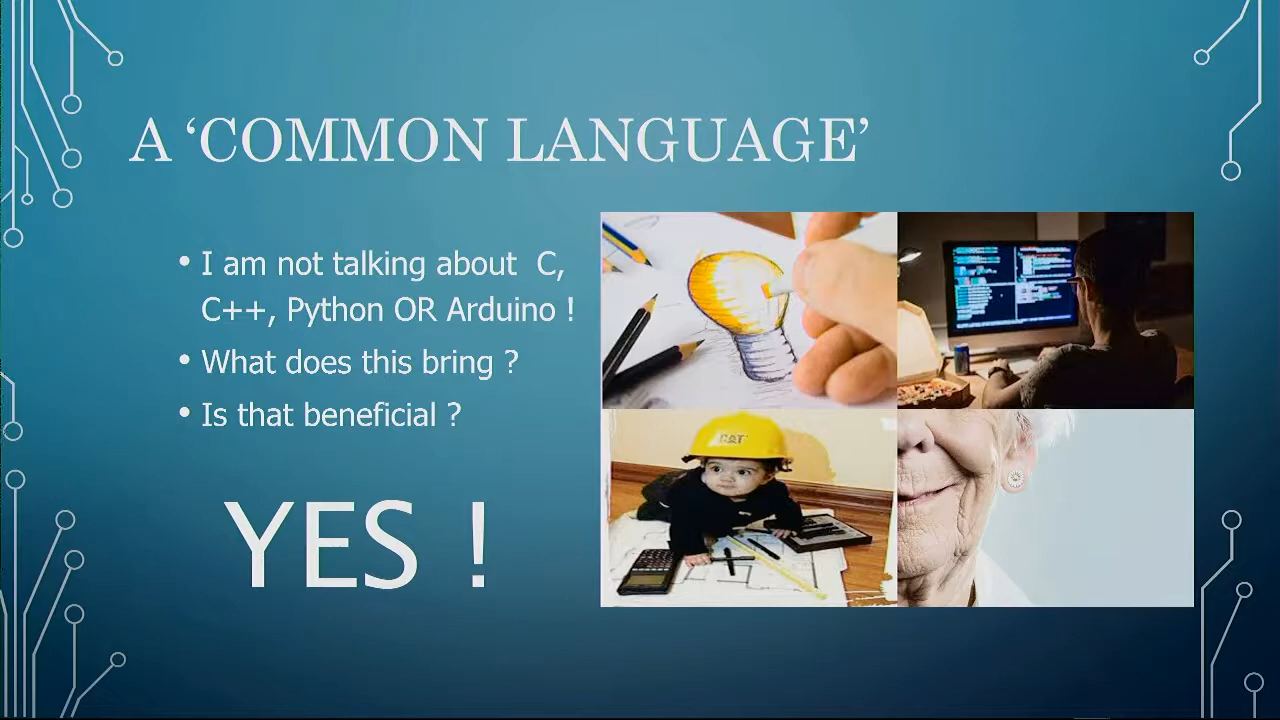 A ‘COMMON LANGUAGE’
• I am not talking about C,
C++, Python OR Arduino !
• What does this bring ?
• Is that beneficial ?
YES !
CAT